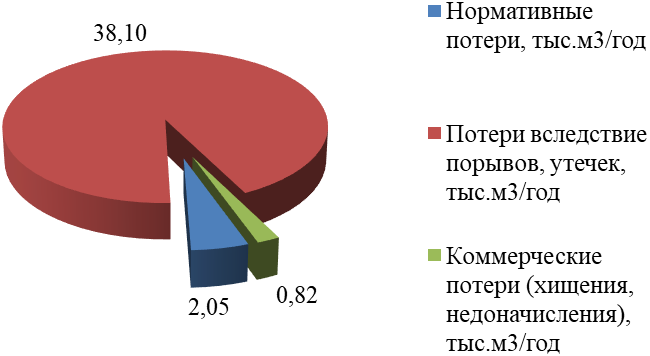 38,10
2,05
0,82
Нормативные
потери, тыс.м3/год
Потери вследствие
порывов, утечек,
тыс.м3/год
Коммерческие
потери (хищения,
недоначисления),
тыс.м3/год